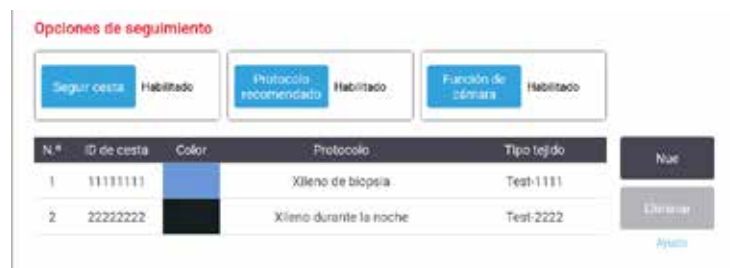 Opciones de seguimiento
Seguir cesta Habilitado
Protocolo recomendado Habilitado
Función de cámara Habilitado
N.º ID de cesta Color Protocolo Tipo tejido
1 11111111 Xileno de biopsia Test-1111
2 22222222 Xileno durante la noche Test-2222
Nue
Eliminar
Ayuda